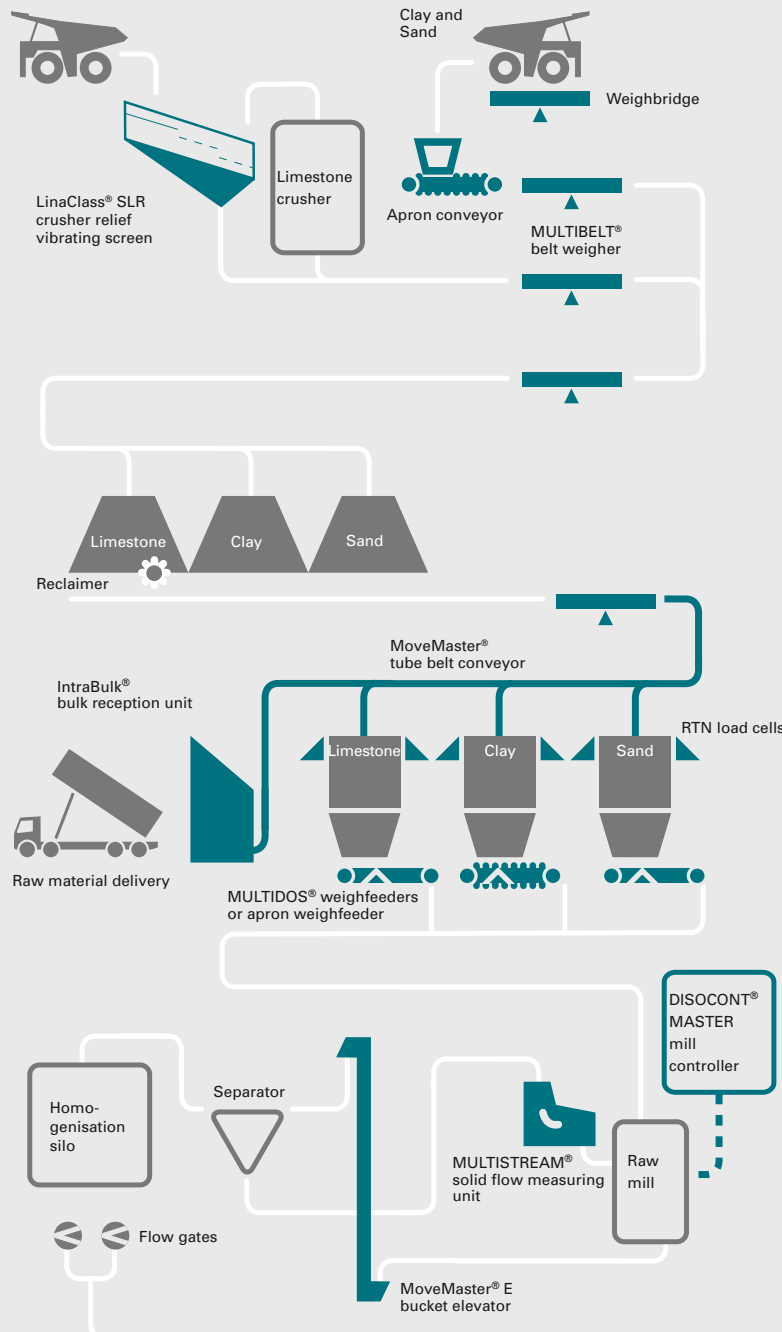 Clay and
Sand
Weighbridge
Limestone
crusher
LinaClass® SLR
crusher relief
vibrating screen
Apron conveyor
MULTIBELT®
belt weigher
Limestone
Clay
Sand
Reclaimer
MoveMaster®
tube belt conveyor
IntraBulk®
bulk reception unit
RTN load cells
Limestone
Clay
Sand
Raw material delivery
MULTIDOS® weighfeeders
or apron weighfeeder
DISOCONT®
MASTER
mill
controller
Separator
Homo-
genisation
silo
MULTISTREAM®
solid flow measuring
unit
Raw
mill
Flow gates
MoveMaster® E
bucket elevator